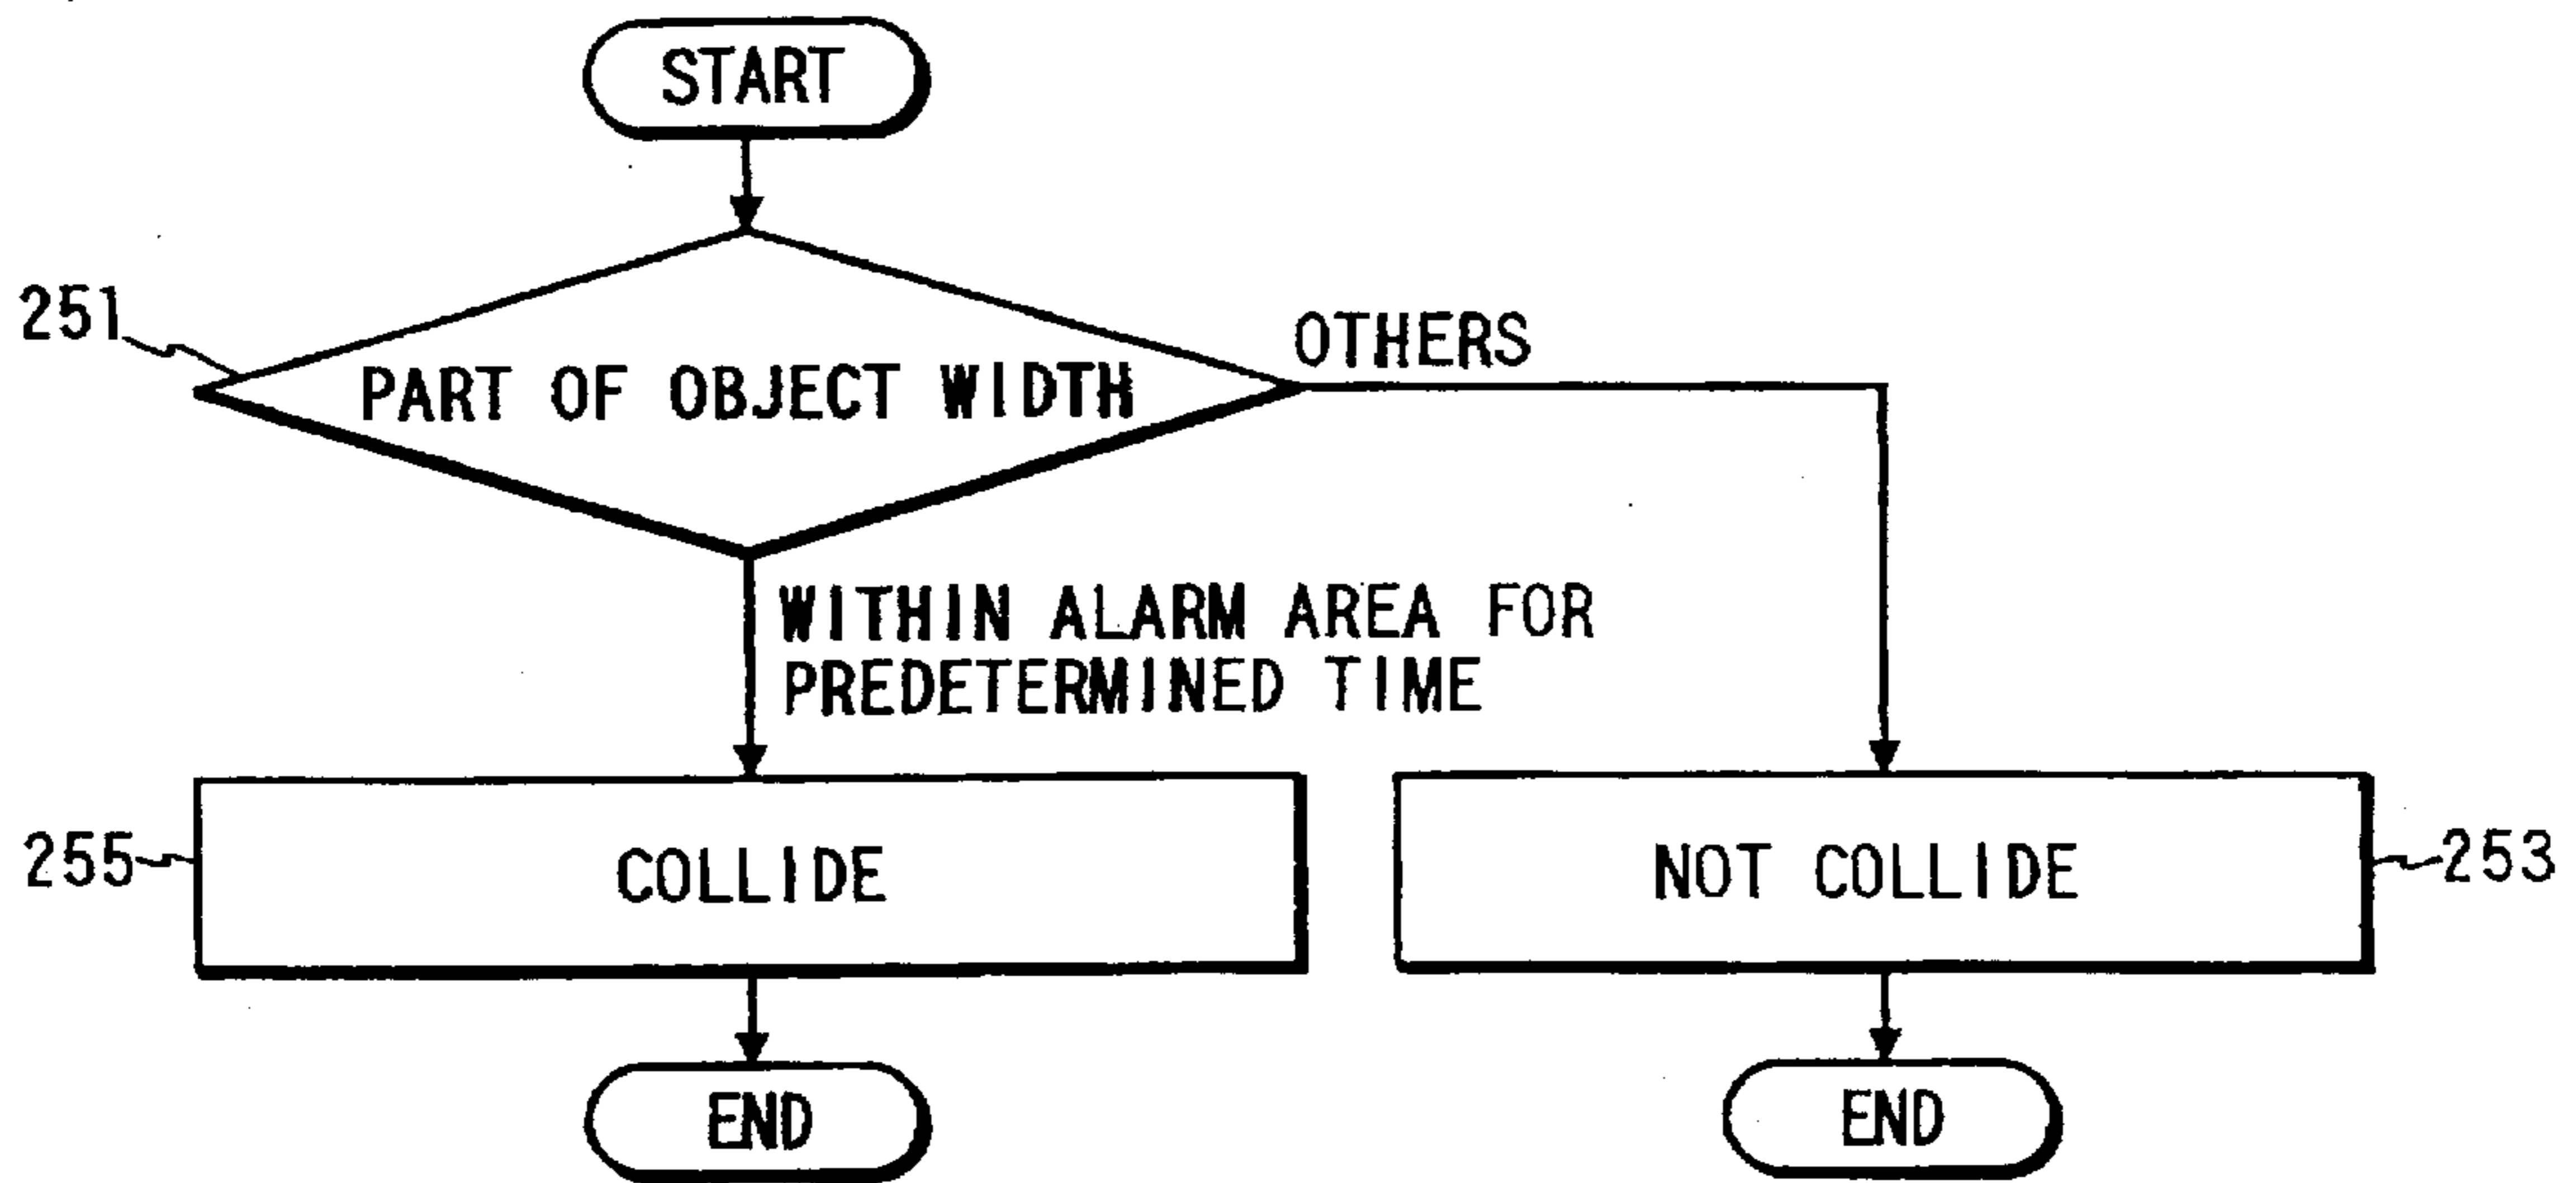 START
251
PART OF OBJECT WIDTH
OTHERS
WITHIN ALARM AREA FOR
PREDETERMINED TIME
255
COLLIDE
NOT COLLIDE
253
END
END